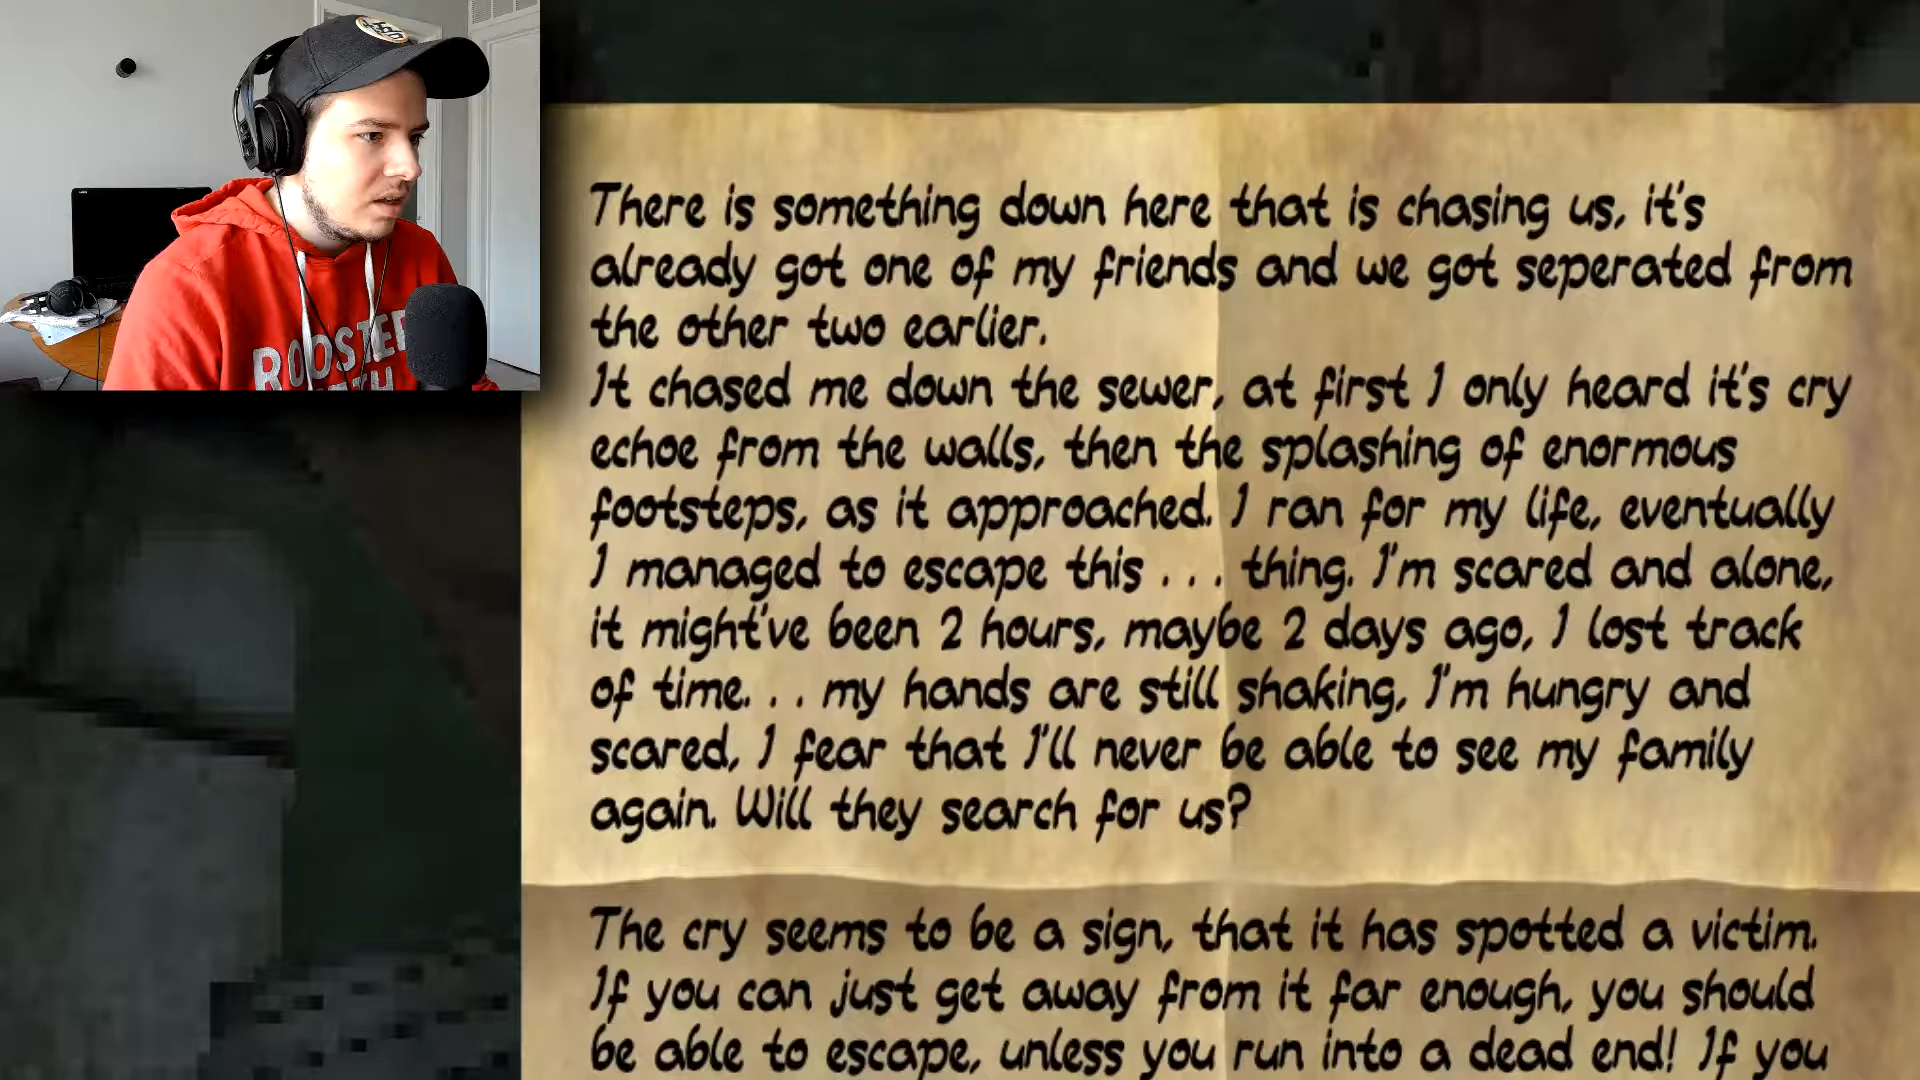 ROOSTER
TEETH
There is something down here that is chasing us, it's
already got one of my friends and we got seperated from
the other two earlier.
It chased me down the sewer, at first I only heard it's cry
echoe from the walls, then the splashing of enormous
footsteps, as it approached. I ran for my life, eventually
I managed to escape this . . . thing. I'm scared and alone,
it might've been 2 hours, maybe 2 days ago, I lost track
of time. . . my hands are still shaking, I'm hungry and
scared, I fear that I'll never be able to see my family
again. Will they search for us?
The cry seems to be a sign, that it has spotted a victim.
If you can just get away from it far enough, you should
be able to escape, unless you run into a dead end! If you